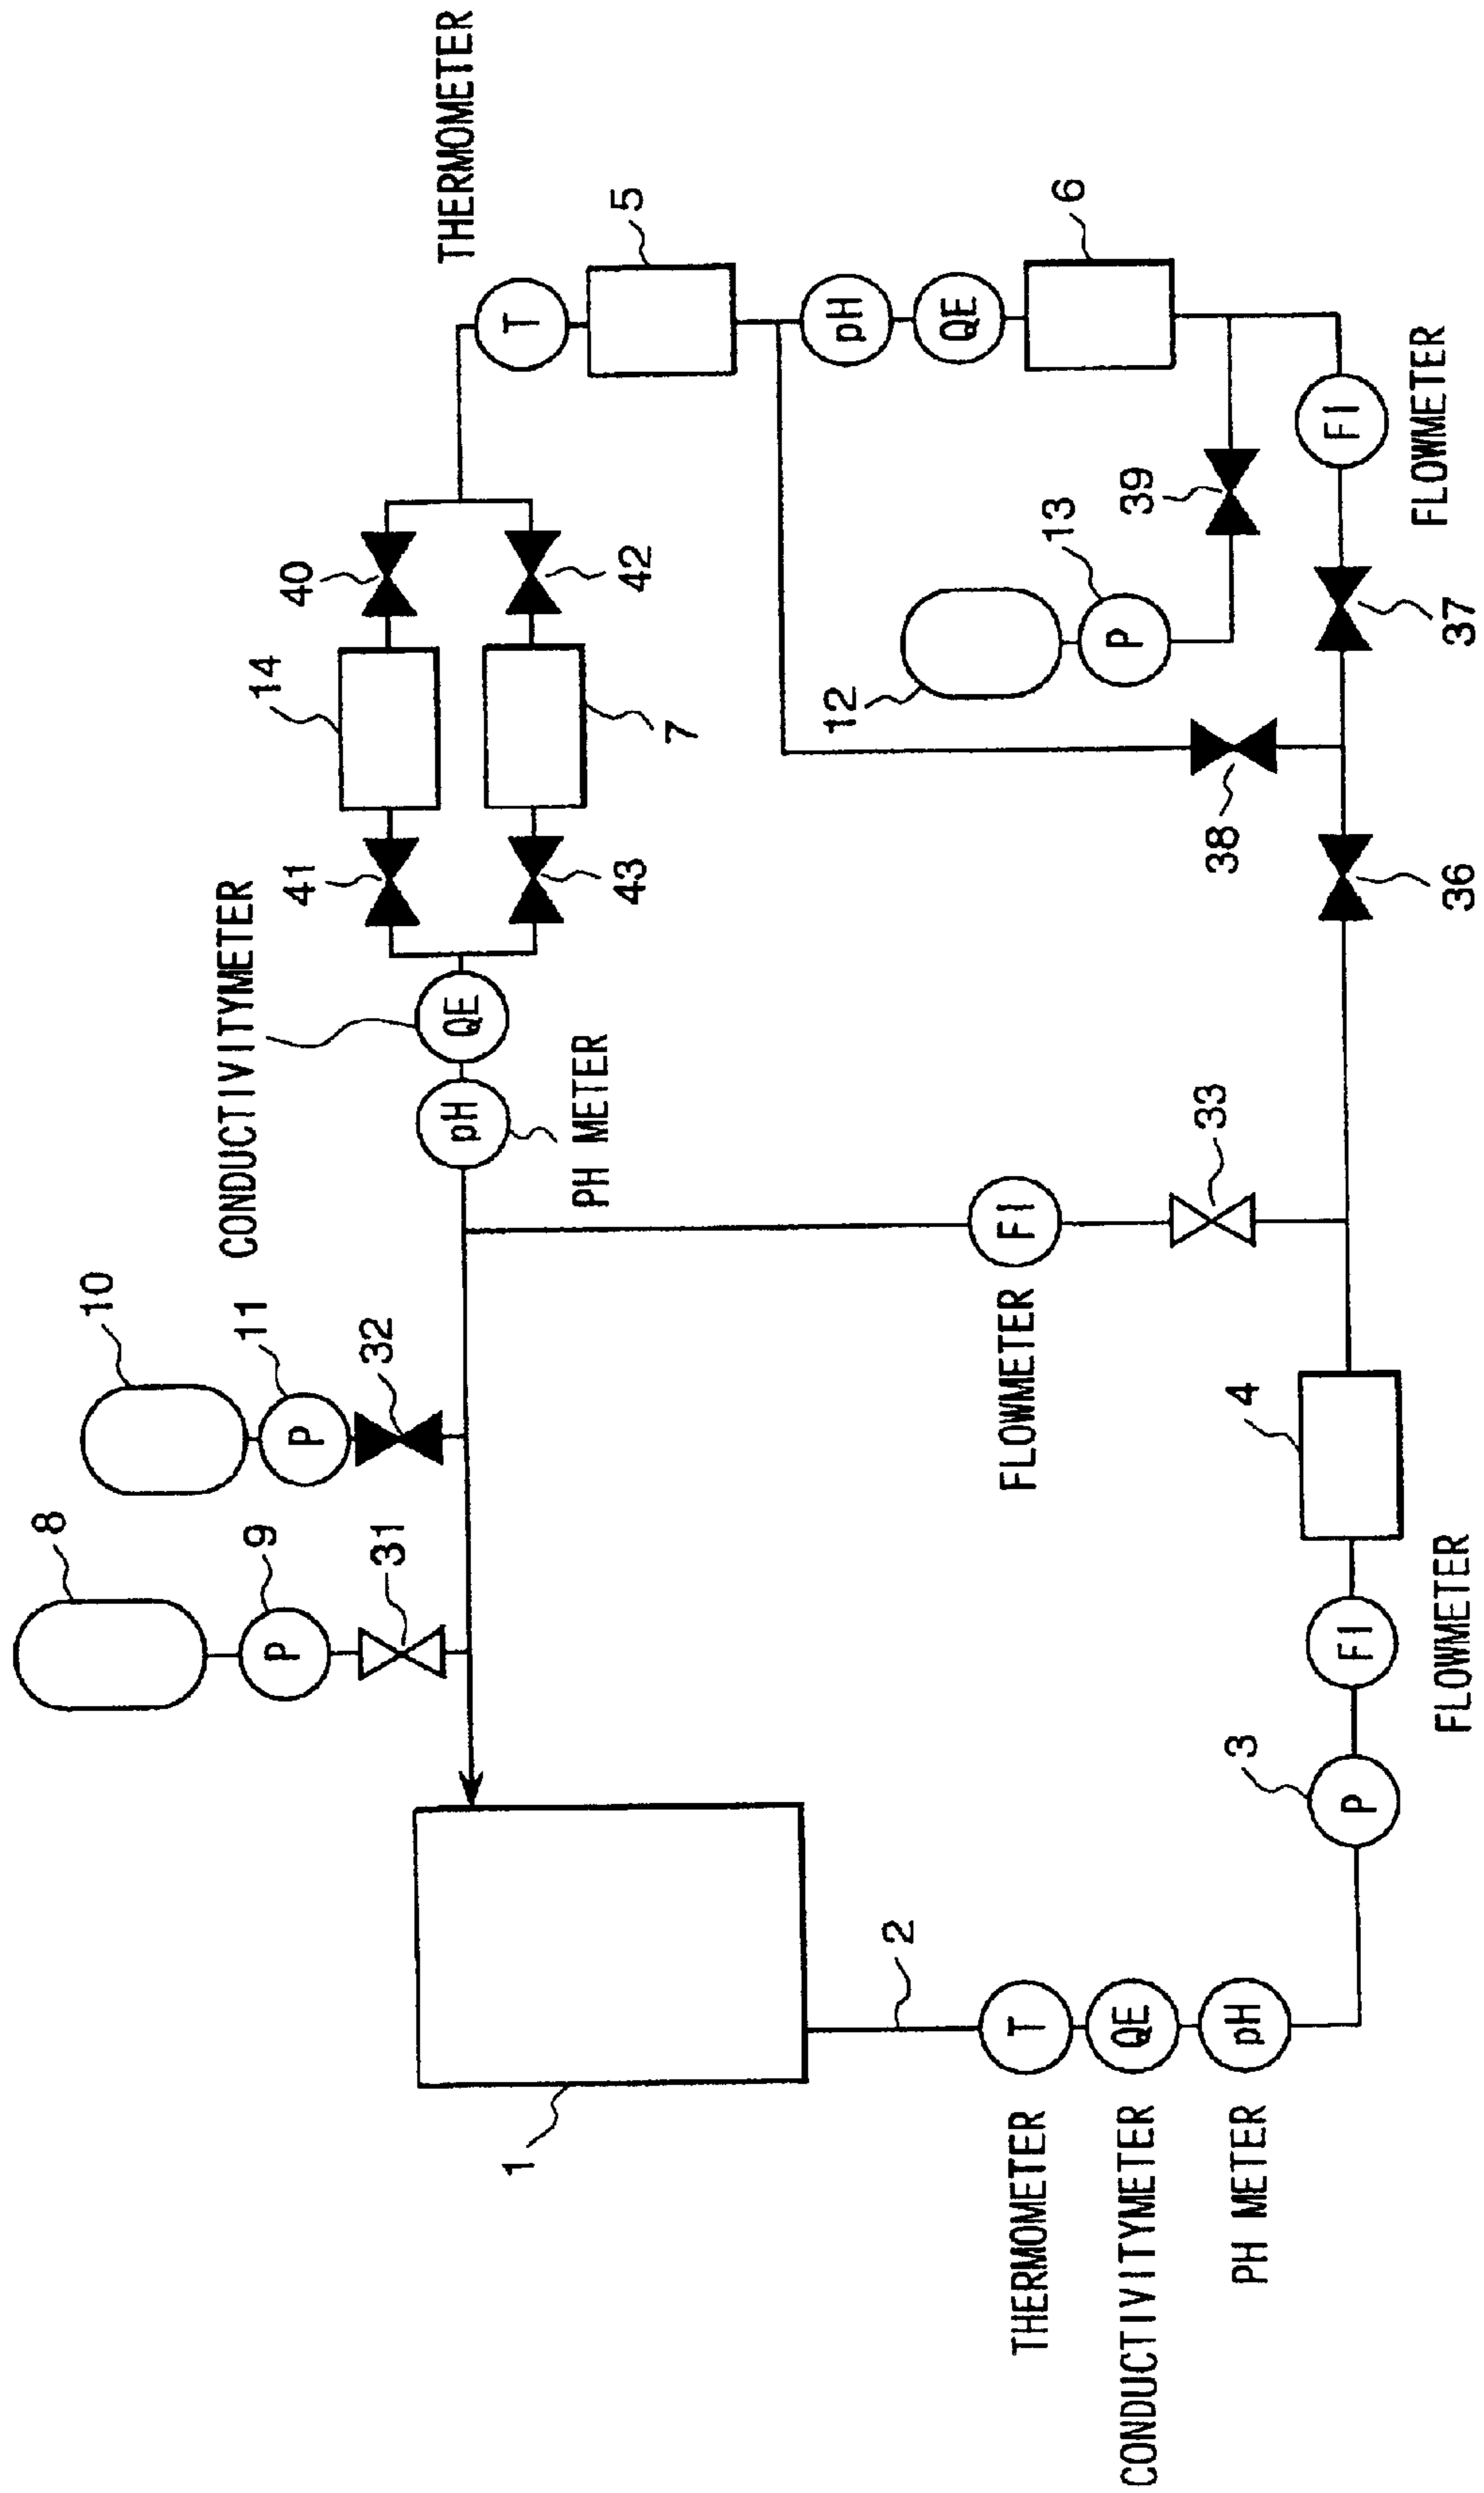 8
10
9
11
CONDUCTIVITYMETER
14
P
P
41
40
31
32
THERMOMETER
pH
QE
1
T
PH METER
43
42
5
7
12
pH
2
QE
THERMOMETER
T
FLOWMETER
FI
13
6
CONDUCTIVITYMETER
QE
P
39
PH METER
pH
3
4
33
38
P
FI
FI
FLOWMETER
36
37
FLOWMETER